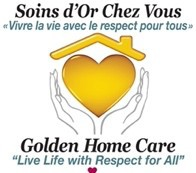 Soins d'Or Chez Vous
«Vivre la vie avec le respect pour tous»
Golden Home Care
"Live Life with Respect for All"